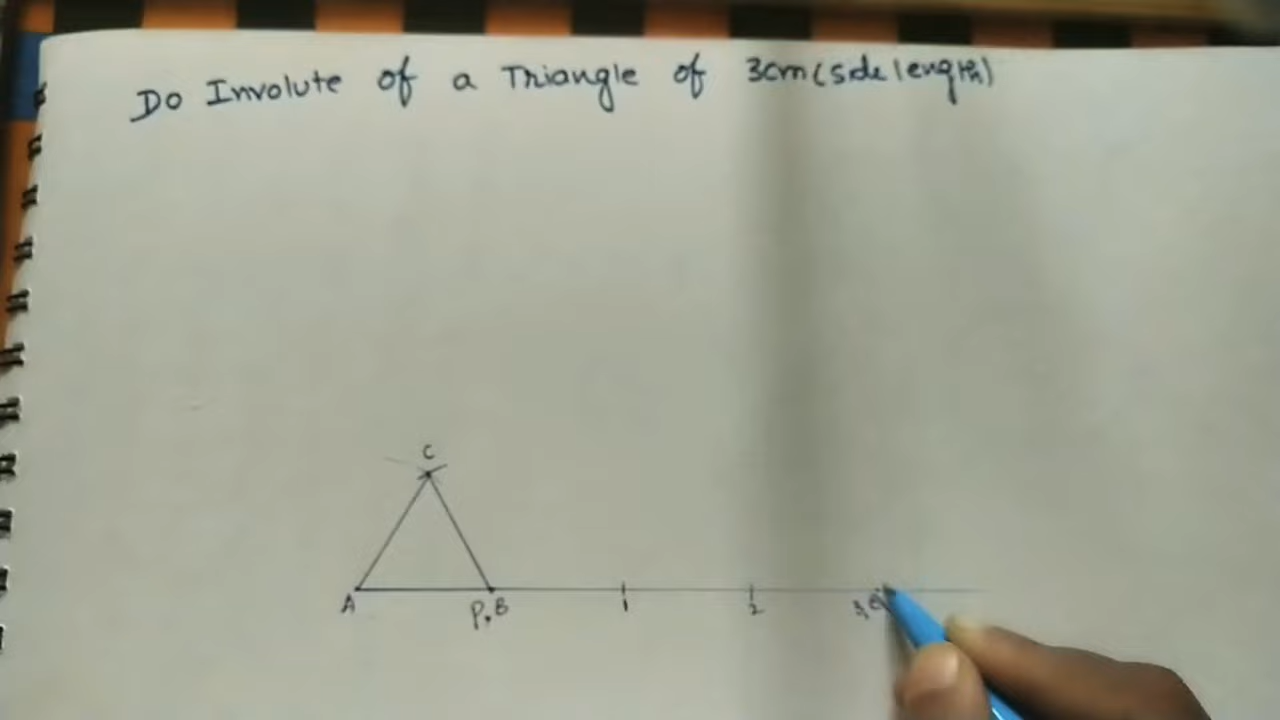 Do Involute of a Triangle of 3cm (side length)
C
A P,B 1 2 3,Q